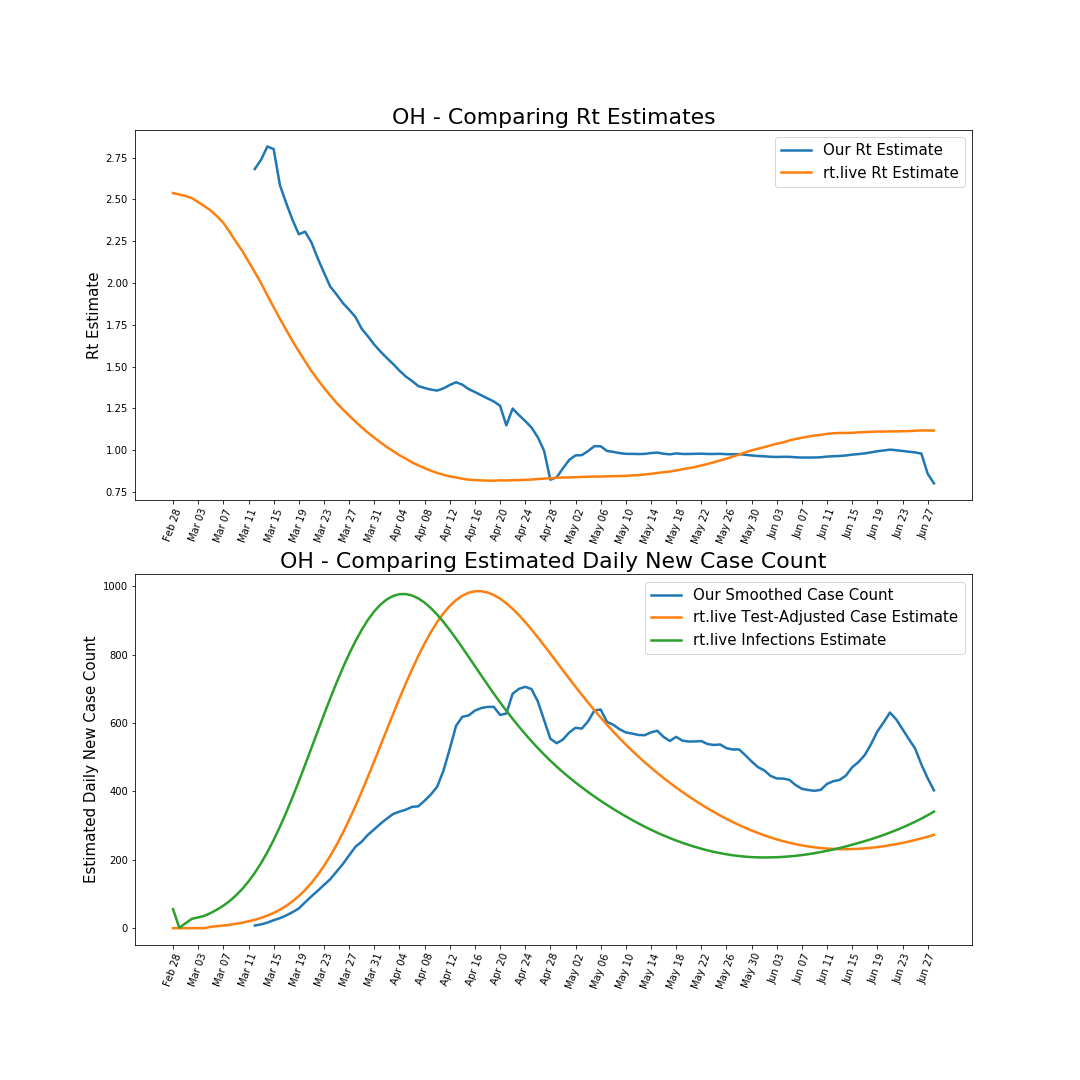 OH - Comparing Rt Estimates
Rt Estimate
2.75
2.50
2.25
2.00
1.75
1.50
1.25
1.00
0.75
Our Rt Estimate
rt.live Rt Estimate
Feb 28
Mar 03
Mar 07
Mar 11
Mar 15
Mar 19
Mar 23
Mar 27
Mar 31
Apr 04
Apr 08
Apr 12
Apr 16
Apr 20
Apr 24
Apr 28
May 02
May 06
May 10
May 14
May 18
May 22
May 26
May 30
Jun 03
Jun 07
Jun 11
Jun 15
Jun 19
Jun 23
Jun 27
OH - Comparing Estimated Daily New Case Count
Estimated Daily New Case Count
1000
800
600
400
200
0
Our Smoothed Case Count
rt.live Test-Adjusted Case Estimate
rt.live Infections Estimate
Feb 28
Mar 03
Mar 07
Mar 11
Mar 15
Mar 19
Mar 23
Mar 27
Mar 31
Apr 04
Apr 08
Apr 12
Apr 16
Apr 20
Apr 24
Apr 28
May 02
May 06
May 10
May 14
May 18
May 22
May 26
May 30
Jun 03
Jun 07
Jun 11
Jun 15
Jun 19
Jun 23
Jun 27